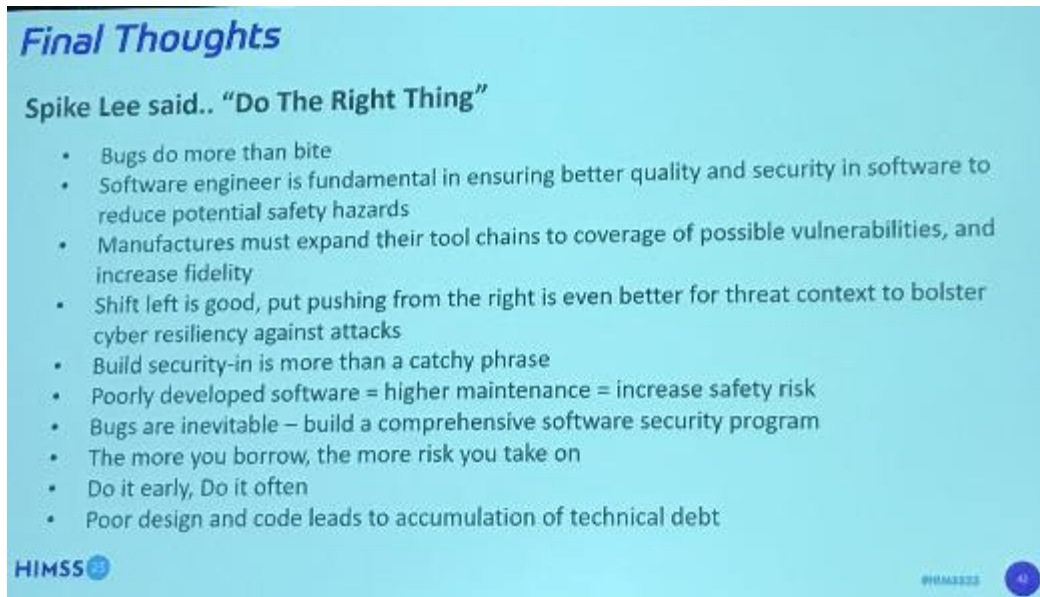 Final Thoughts
Spike Lee said.. “Do The Right Thing”
• Bugs do more than bite
• Software engineer is fundamental in ensuring better quality and security in software to
reduce potential safety hazards
• Manufactures must expand their tool chains to coverage of possible vulnerabilities, and
increase fidelity
• Shift left is good, put pushing from the right is even better for threat context to bolster
cyber resiliency against attacks
• Build security-in is more than a catchy phrase
• Poorly developed software = higher maintenance = increase safety risk
• Bugs are inevitable – build a comprehensive software security program
• The more you borrow, the more risk you take on
• Do it early, Do it often
• Poor design and code leads to accumulation of technical debt
HIMSS 23
#HIMSS23